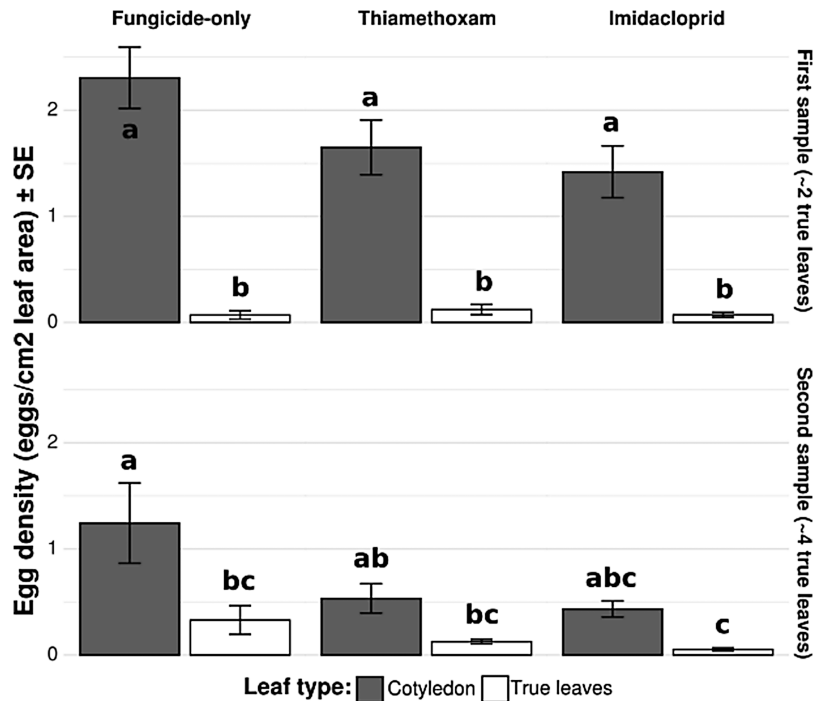 Fungicide-only Thiamethoxam Imidacloprid
Egg density (eggs/cm2 leaf area) ± SE
First sample (~2 true leaves)
2
1
0
a
b
a
b
a
b
Second sample (~4 true leaves)
2
1
0
a
bc
ab
bc
abc
c
Leaf type: Cotyledon True leaves